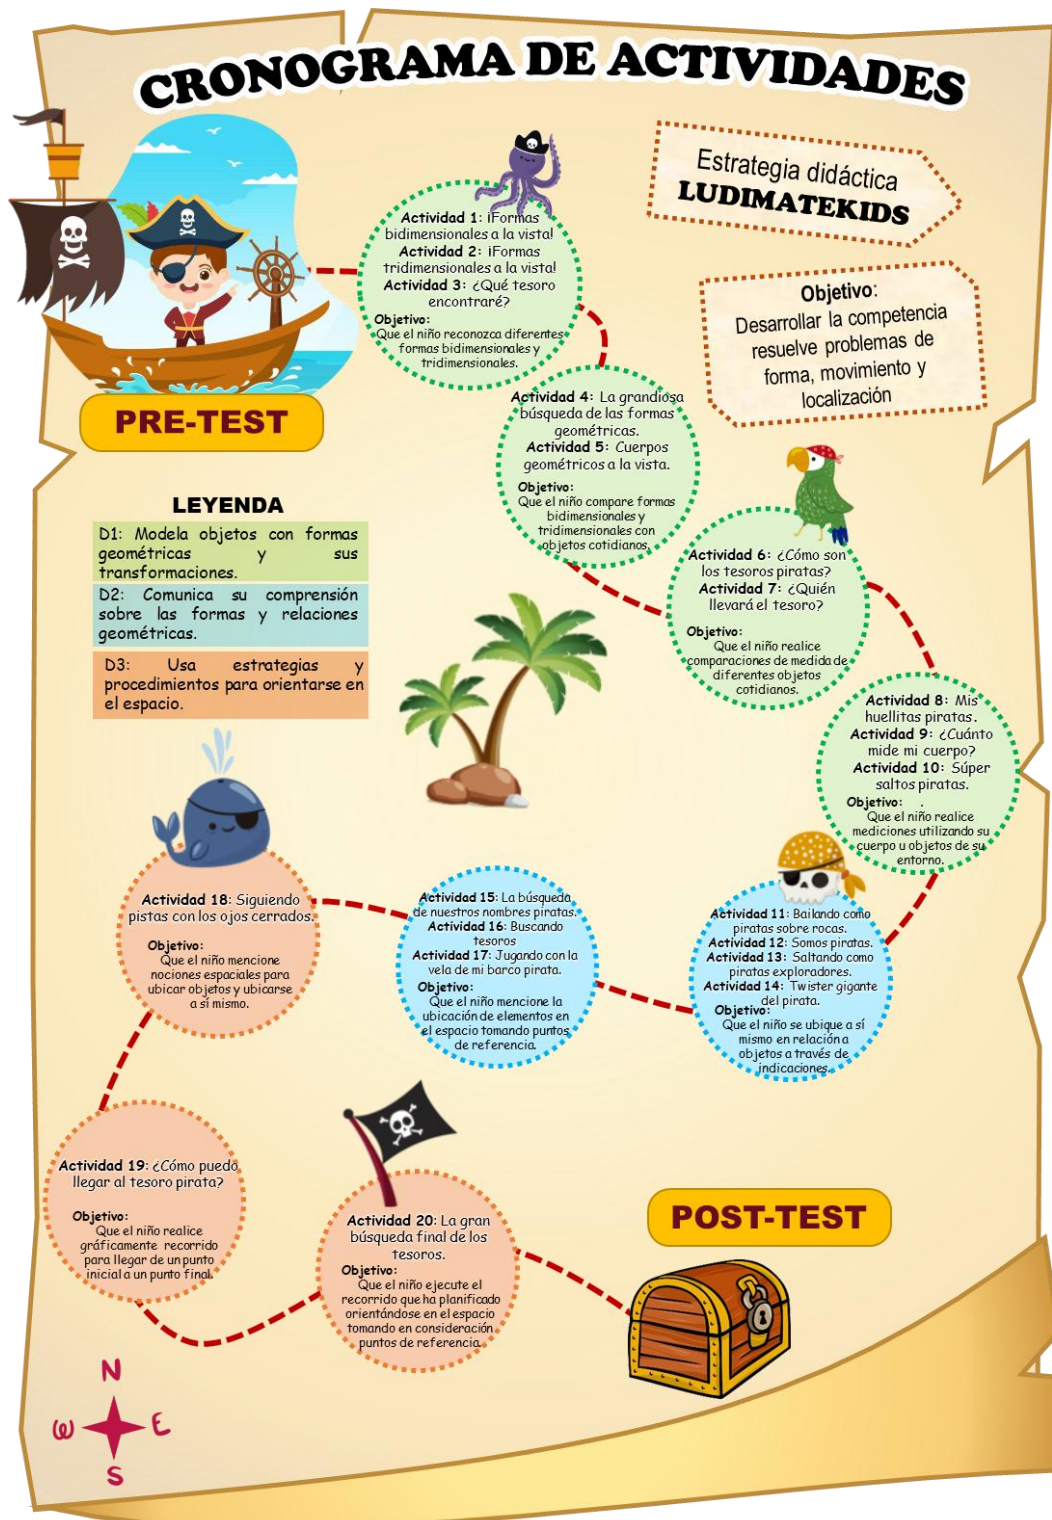 CRONOGRAMA DE ACTIVIDADES
Estrategia didáctica
LUDIMATEKIDS
Objetivo:
Desarrollar la competencia
resuelve problemas de
forma, movimiento y
localización
PRE-TEST
Actividad 1: ¡Formas
bidimensionales a la vista!
Actividad 2: ¡Formas
tridimensionales a la vista!
Actividad 3: ¿Qué tesoro
encontraré?
Objetivo:
Que el niño reconozca diferentes
formas bidimensionales y
tridimensionales.
Actividad 4: La grandiosa
búsqueda de las formas
geométricas.
Actividad 5: Cuerpos
geométricos a la vista.
Objetivo:
Que el niño compare formas
bidimensionales y
tridimensionales con
objetos cotidianos.
LEYENDA
D1: Modela objetos con formas
geométricas y sus
transformaciones.
D2: Comunica su comprensión
sobre las formas y relaciones
geométricas.
D3: Usa estrategias y
procedimientos para orientarse en
el espacio.
Actividad 6: ¿Cómo son
los tesoros piratas?
Actividad 7: ¿Quién
llevará el tesoro?
Objetivo:
Que el niño realice
comparaciones de medida de
diferentes objetos
cotidianos.
Actividad 8: Mis
huellitas piratas.
Actividad 9: ¿Cuánto
mide mi cuerpo?
Actividad 10: Súper
saltos piratas.
Objetivo: .
Que el niño realice
mediciones utilizando su
cuerpo u objetos de su
entorno.
Actividad 11: Bailando como
piratas sobre rocas.
Actividad 12: Somos piratas.
Actividad 13: Saltando como
piratas exploradores.
Actividad 14: Twister gigante
del pirata.
Objetivo:
Que el niño se ubique a sí
mismo en relación a
objetos a través de
indicaciones.
Actividad 15: La búsqueda
de nuestros nombres piratas.
Actividad 16: Buscando
tesoros
Actividad 17: Jugando con la
vela de mi barco pirata.
Objetivo:
Que el niño mencione la
ubicación de elementos en
el espacio tomando puntos
de referencia.
Actividad 18: Siguiendo
pistas con los ojos cerrados.
Objetivo:
Que el niño mencione
nociones espaciales para
ubicar objetos y ubicarse
a sí mismo.
Actividad 19: ¿Cómo puedo
llegar al tesoro pirata?
Objetivo:
Que el niño realice
gráficamente recorrido
para llegar de un punto
inicial a un punto final.
Actividad 20: La gran
búsqueda final de los
tesoros.
Objetivo:
Que el niño ejecute el
recorrido que ha planificado
orientándose en el espacio
tomando en consideración
puntos de referencia.
POST-TEST
N
W E
S